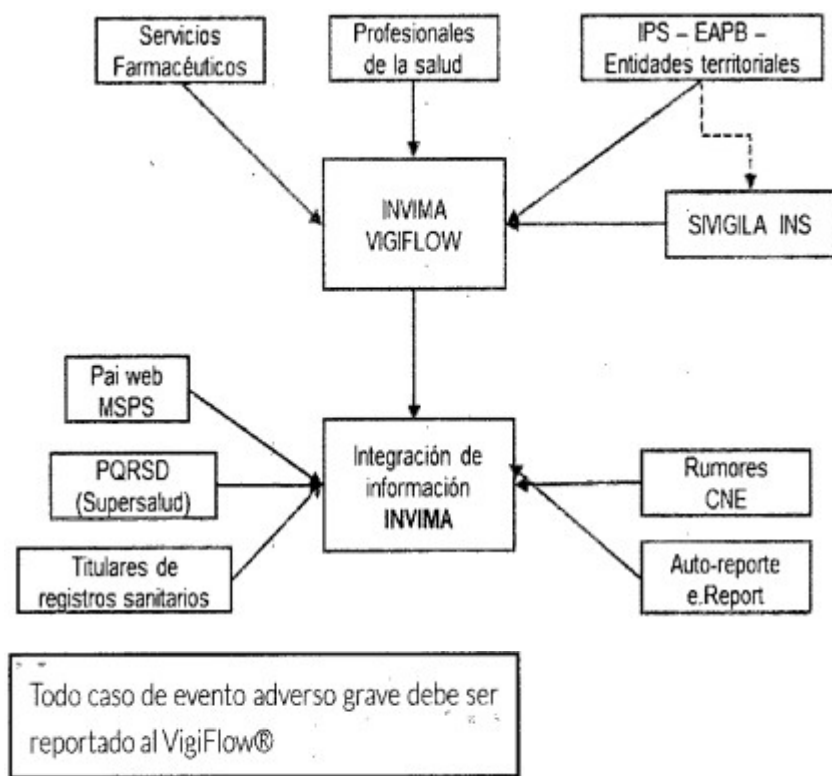 Servicios
Farmacéuticos
Profesionales
de la salud
IPS – EAPB –
Entidades territoriales
INVIMA
VIGIFLOW
SIVIGILA INS
Pai web
MSPS
PQRSD
(Supersalud)
Titulares de
registros sanitarios
Integración de
información
INVIMA
Rumores
CNE
Auto-reporte
e.Report
Todo caso de evento adverso grave debe ser
reportado al VigiFlow®